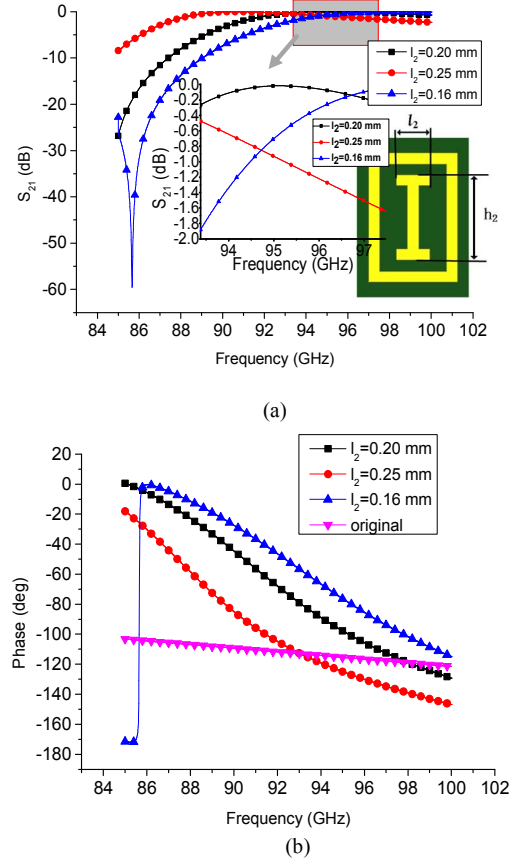 0
-10
-20
-30
-40
-50
-60
S21 (dB)
84 86 88 90 92 94 96 98 100 102
Frequency (GHz)
l2=0.20 mm
l2=0.25 mm
l2=0.16 mm
-0.0
-0.2
-0.4
-0.6
-0.8
-1.0
-1.2
-1.4
-1.6
-1.8
-2.0
S21 (dB)
94 95 96 97
Frequency (GHz)
l2=0.20 mm
l2=0.25 mm
l2=0.16 mm
l2
h2
(a)
20
0
-20
-40
-60
-80
-100
-120
-140
-160
-180
Phase (deg)
84 86 88 90 92 94 96 98 100 102
Frequency (GHz)
l2=0.20 mm
l2=0.25 mm
l2=0.16 mm
original
(b)